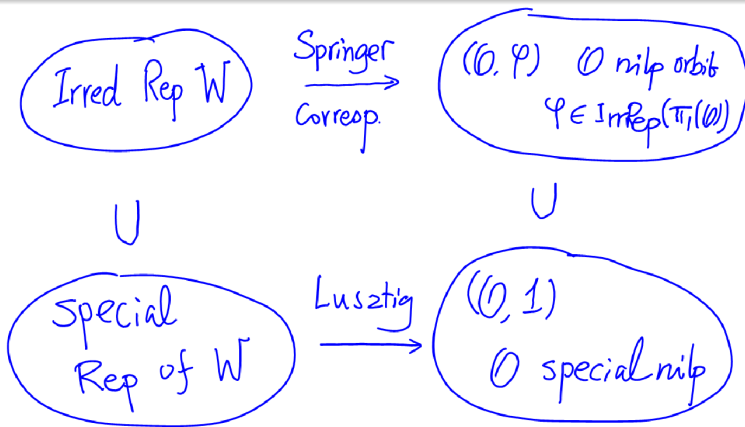 Irred Rep W
Springer
Corresp.
(O, φ) O nilp orbit
φ ∈ IrrRep(π₁(O))
∪
∪
special
Rep of W
Lusztig
(O, 1)
O special nilp